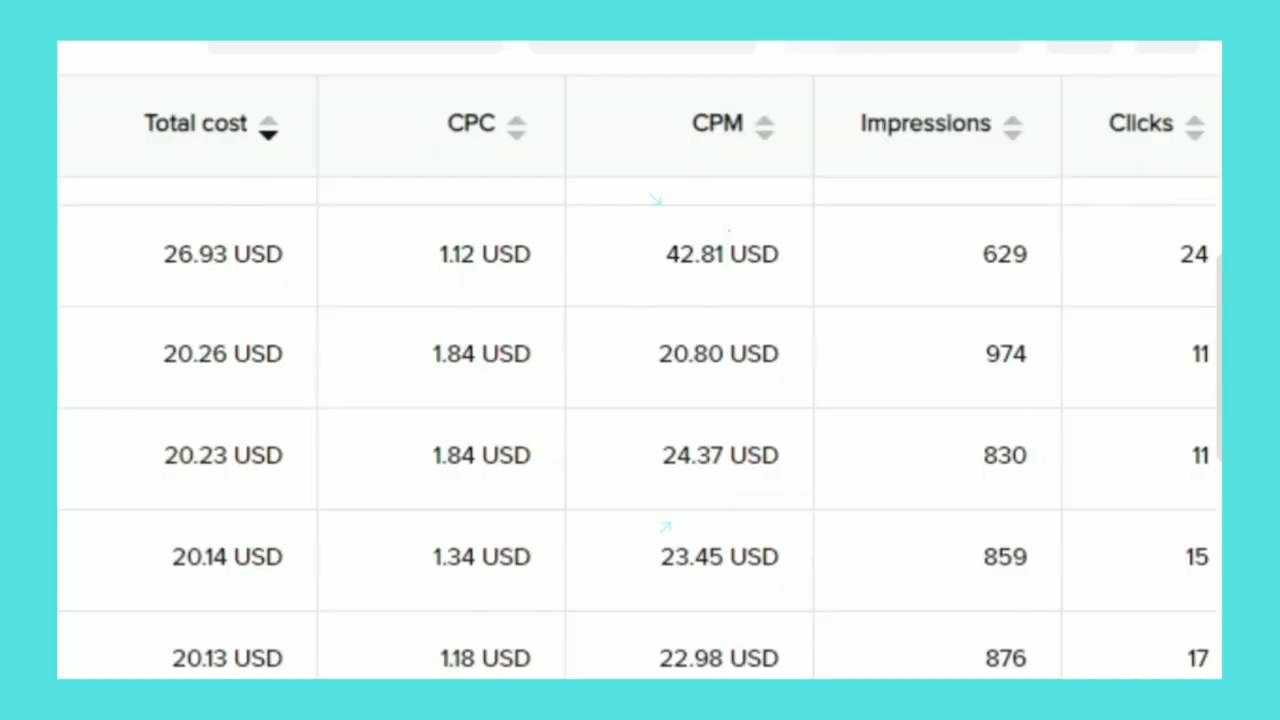 Total cost CPC CPM Impressions Clicks
26.93 USD 1.12 USD 42.81 USD 629 24
20.26 USD 1.84 USD 20.80 USD 974 11
20.23 USD 1.84 USD 24.37 USD 830 11
20.14 USD 1.34 USD 23.45 USD 859 15
20.13 USD 1.18 USD 22.98 USD 876 17